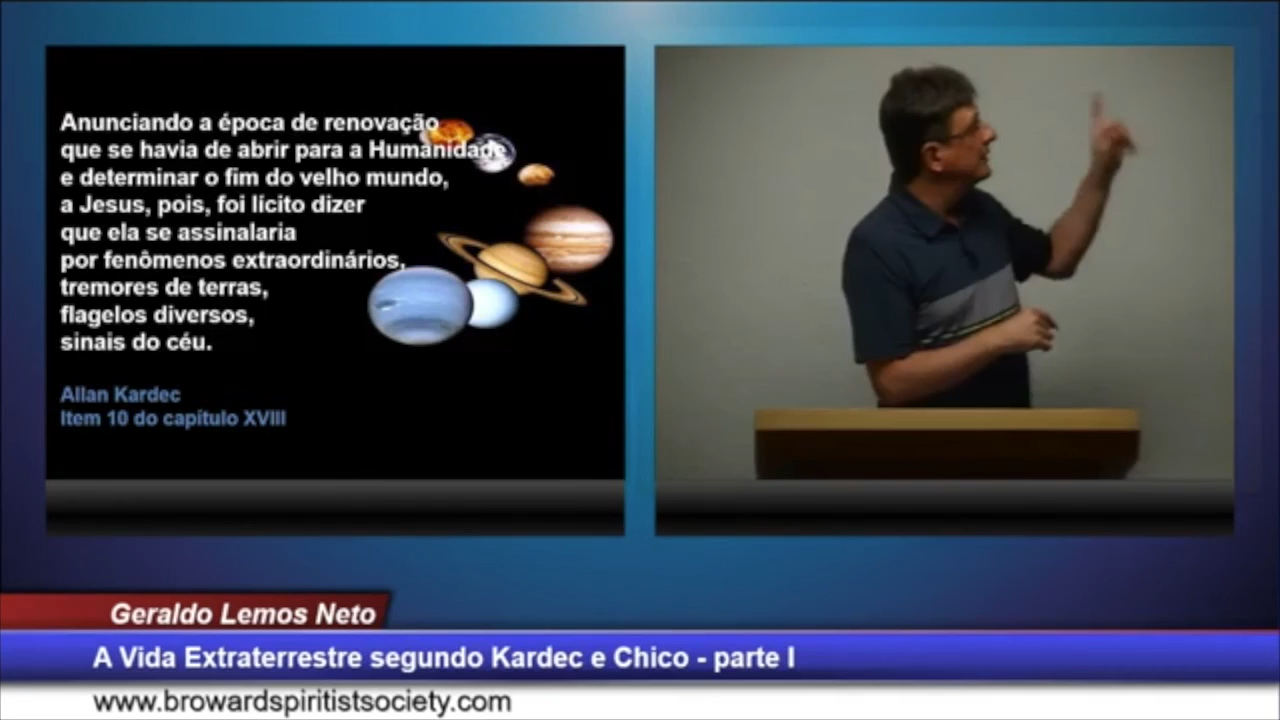 Anunciando a época de renovação
que se havia de abrir para a Humanidade
e determinar o fim do velho mundo,
a Jesus, pois, foi lícito dizer
que ela se assinalaria
por fenômenos extraordinários,
tremores de terras,
flagelos diversos,
sinais do céu.
Allan Kardec
Item 10 do capítulo XVIII
Geraldo Lemos Neto
A Vida Extraterrestre segundo Kardec e Chico - parte I
www.browardspiritistsociety.com